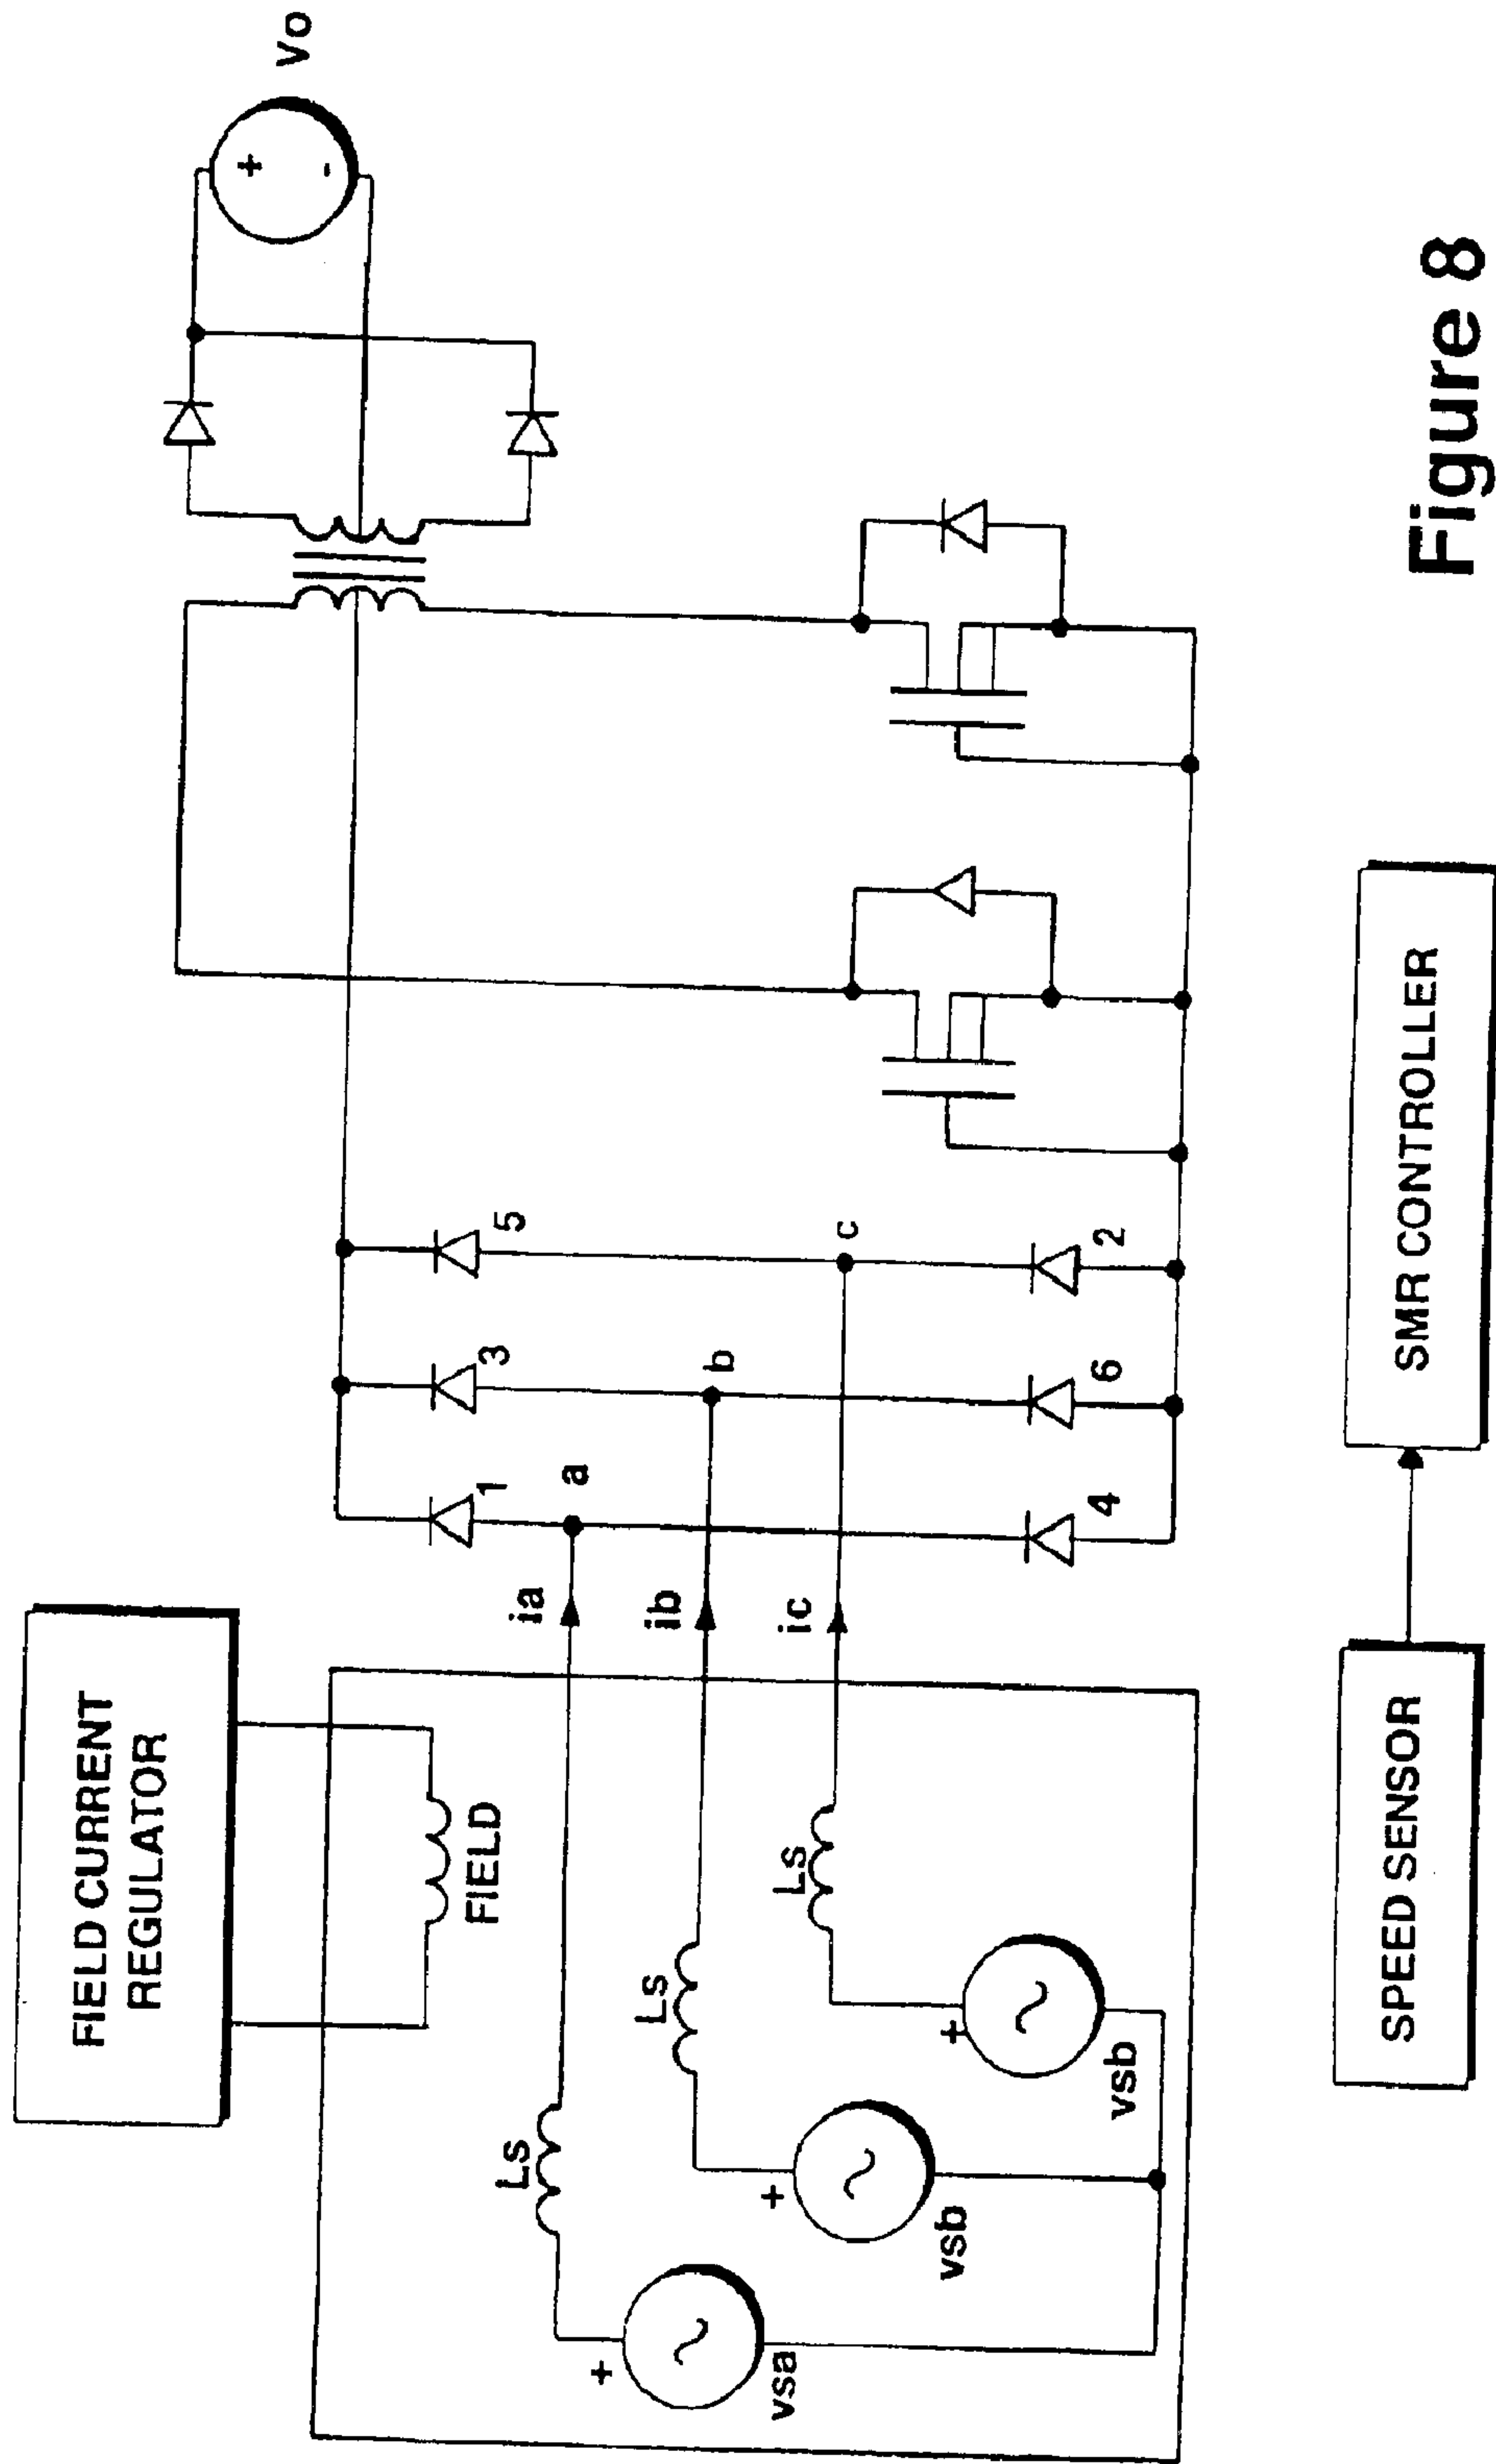 FIELD CURRENT
REGULATOR
FIELD
Ls
Ls
Ls
+
vsa
+
vsb
+
vsb
ia
ib
ic
a
b
c
1
3
5
4
6
2
+
-
Vo
SPEED SENSOR
SMR CONTROLLER
Figure 8